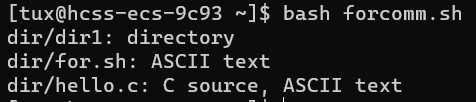 [tux@hcss-ecs-9c93 ~]$ bash forcomm.sh
dir/dir1: directory
dir/for.sh: ASCII text
dir/hello.c: C source, ASCII text